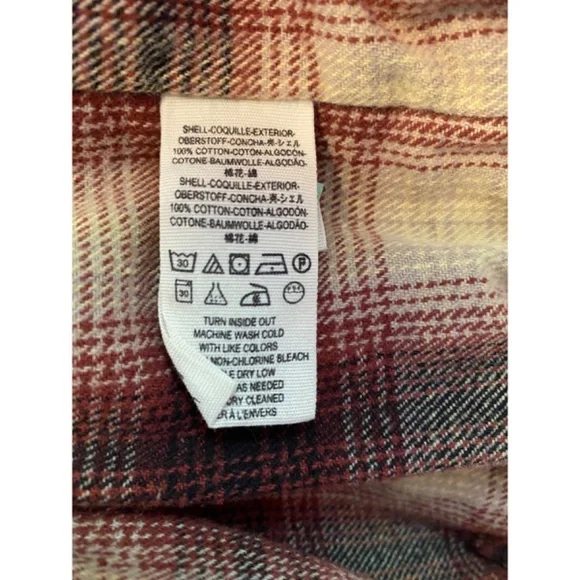 SHELL-COQUILLE-EXTERIOR-
OBERSTOFF-CONCHA-壳-シェル
100% COTTON-COTON-ALGODÓN-
COTONE-BAUMWOLLE-ALGODÃO-
棉花-綿
SHELL-COQUILLE-EXTERIOR-
OBERSTOFF-CONCHA-壳-シェル
100% COTTON-COTON-ALGODÓN-
COTONE-BAUMWOLLE-ALGODÃO-
棉花-綿
30 P
30
TURN INSIDE OUT
MACHINE WASH COLD
WITH LIKE COLORS
NON-CHLORINE BLEACH
DRY LOW
AS NEEDED
DRY CLEANED
À L'ENVERS